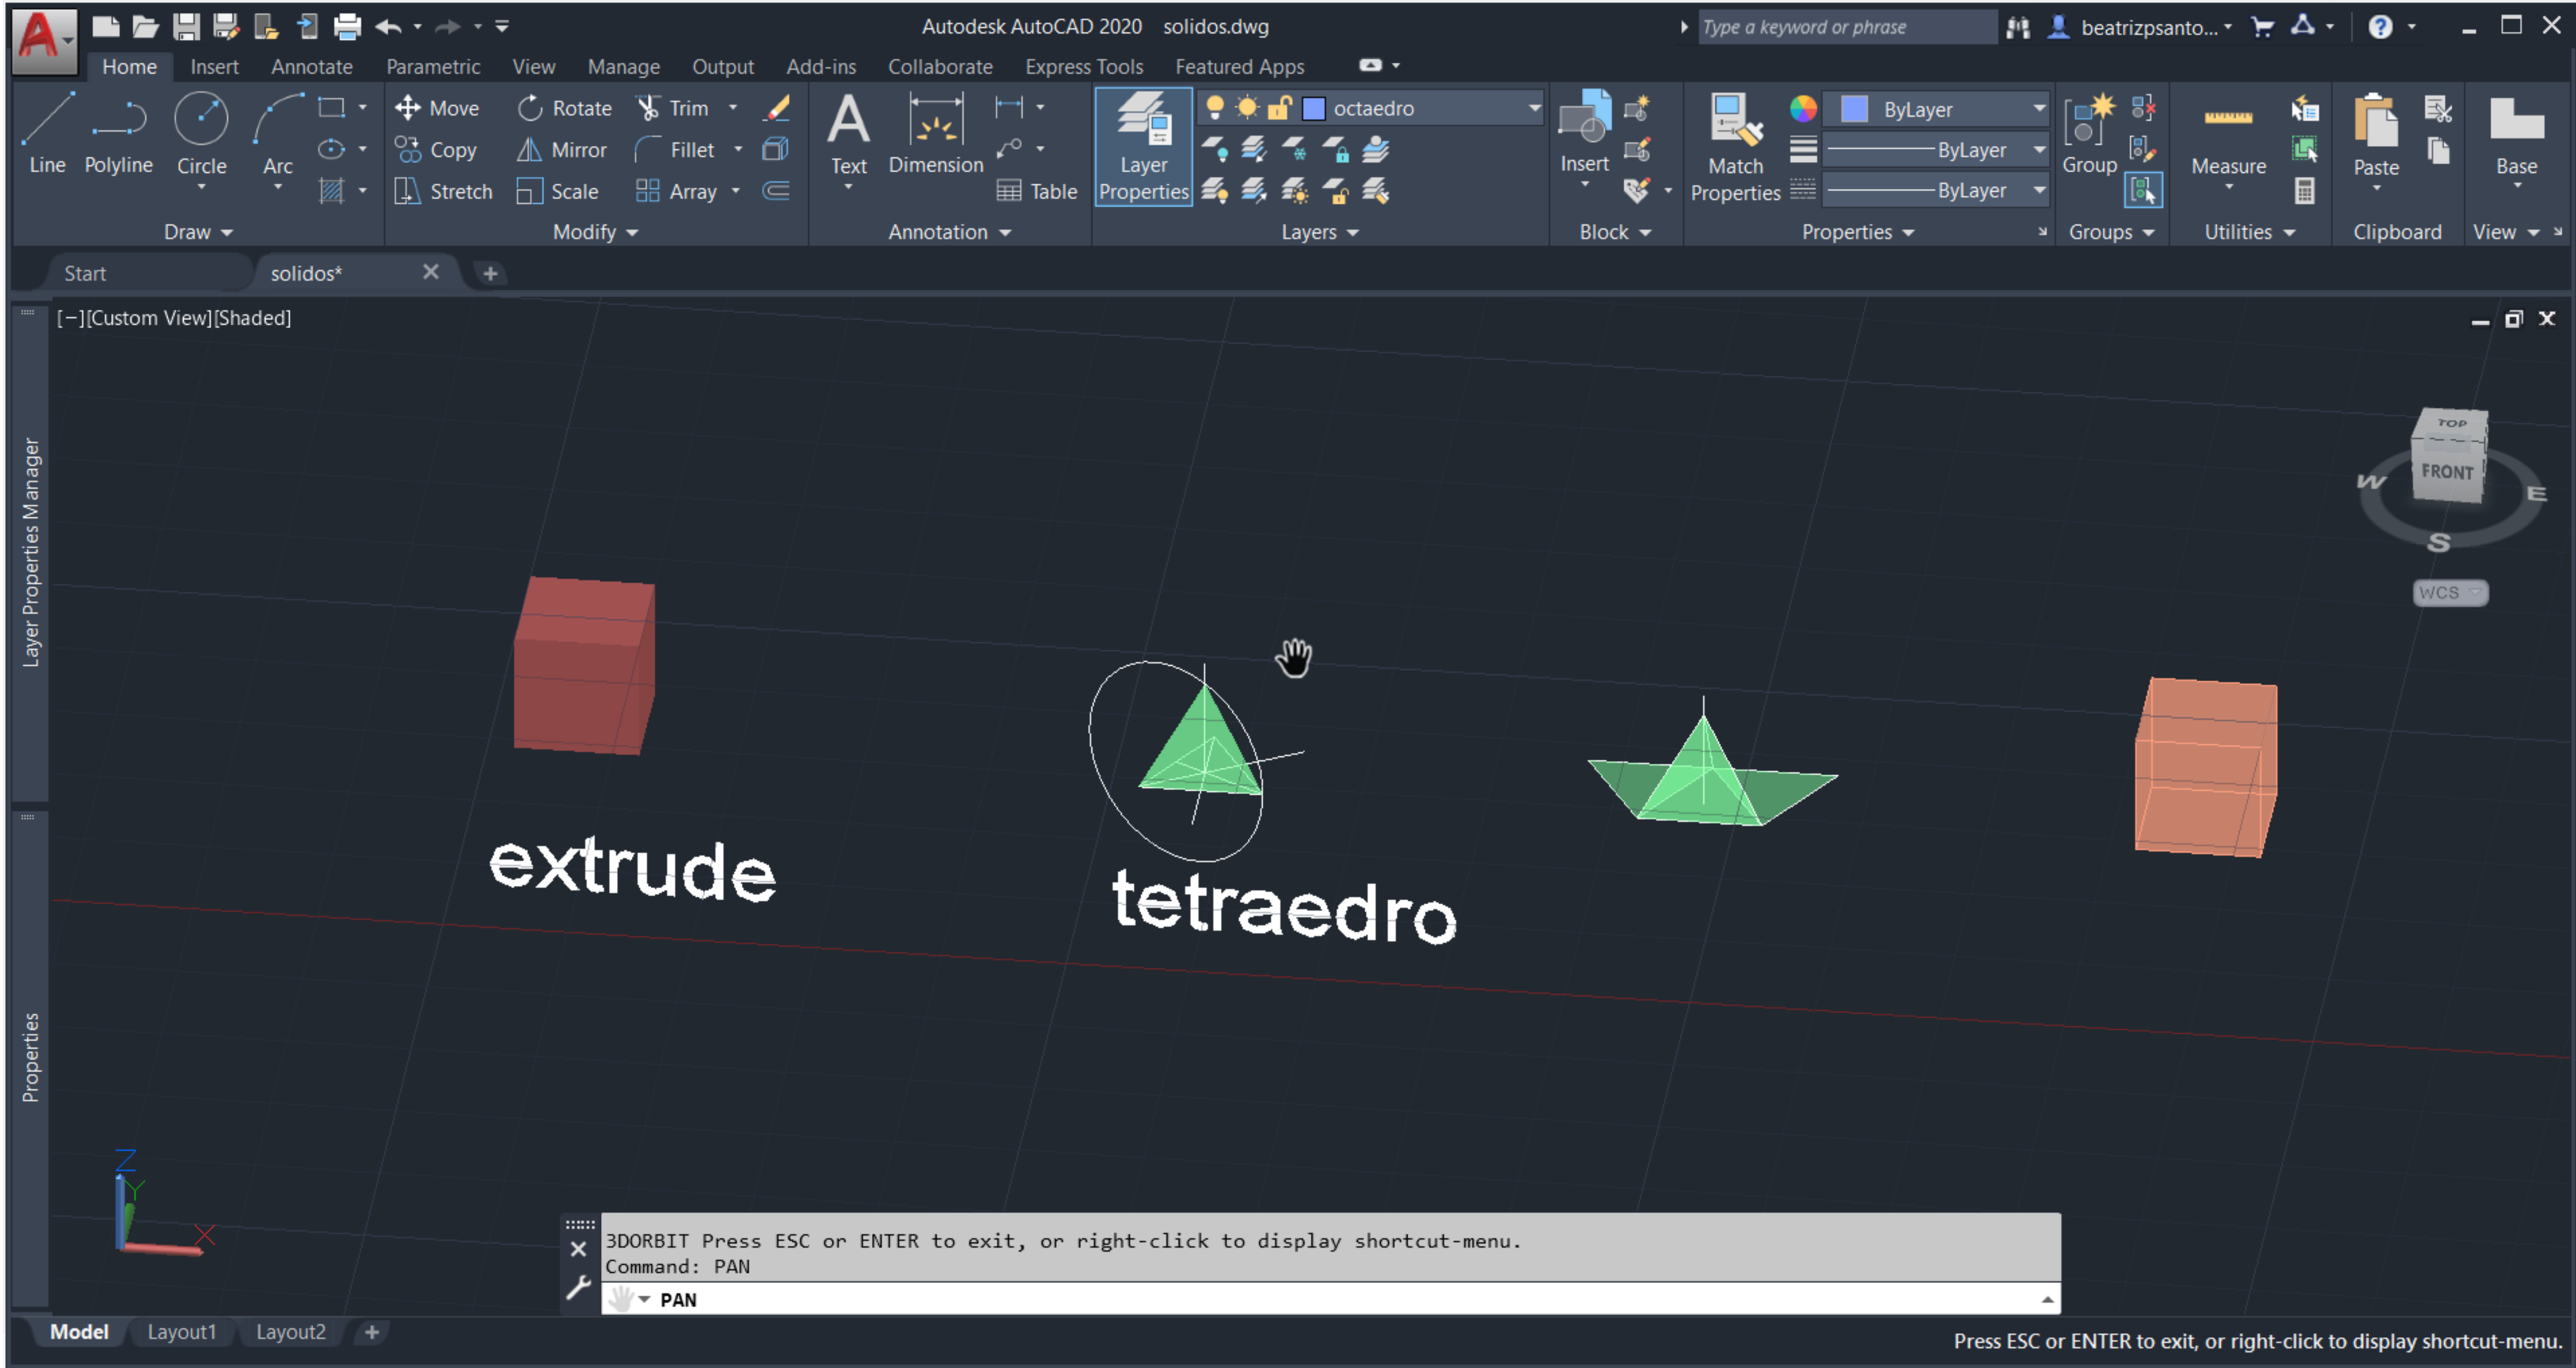 Autodesk AutoCAD 2020 solidos.dwg
Type a keyword or phrase
beatrizpsanto...
Home Insert Annotate Parametric View Manage Output Add-ins Collaborate Express Tools Featured Apps
Line Polyline Circle Arc
Move Rotate Trim
Copy Mirror Fillet
Stretch Scale Array
Text Dimension
Table
Layer Properties
octaedro
Insert
Match Properties
ByLayer
ByLayer
ByLayer
Group
Measure
Paste
Base
Draw Modify Annotation Layers Block Properties Groups Utilities Clipboard View
Start solidos*
[−][Custom View][Shaded]
Layer Properties Manager
Properties
TOP
FRONT
W
E
S
WCS
extrude
tetraedro
Z
Y
X
3DORBIT Press ESC or ENTER to exit, or right-click to display shortcut-menu.
Command: PAN
PAN
Model Layout1 Layout2
Press ESC or ENTER to exit, or right-click to display shortcut-menu.